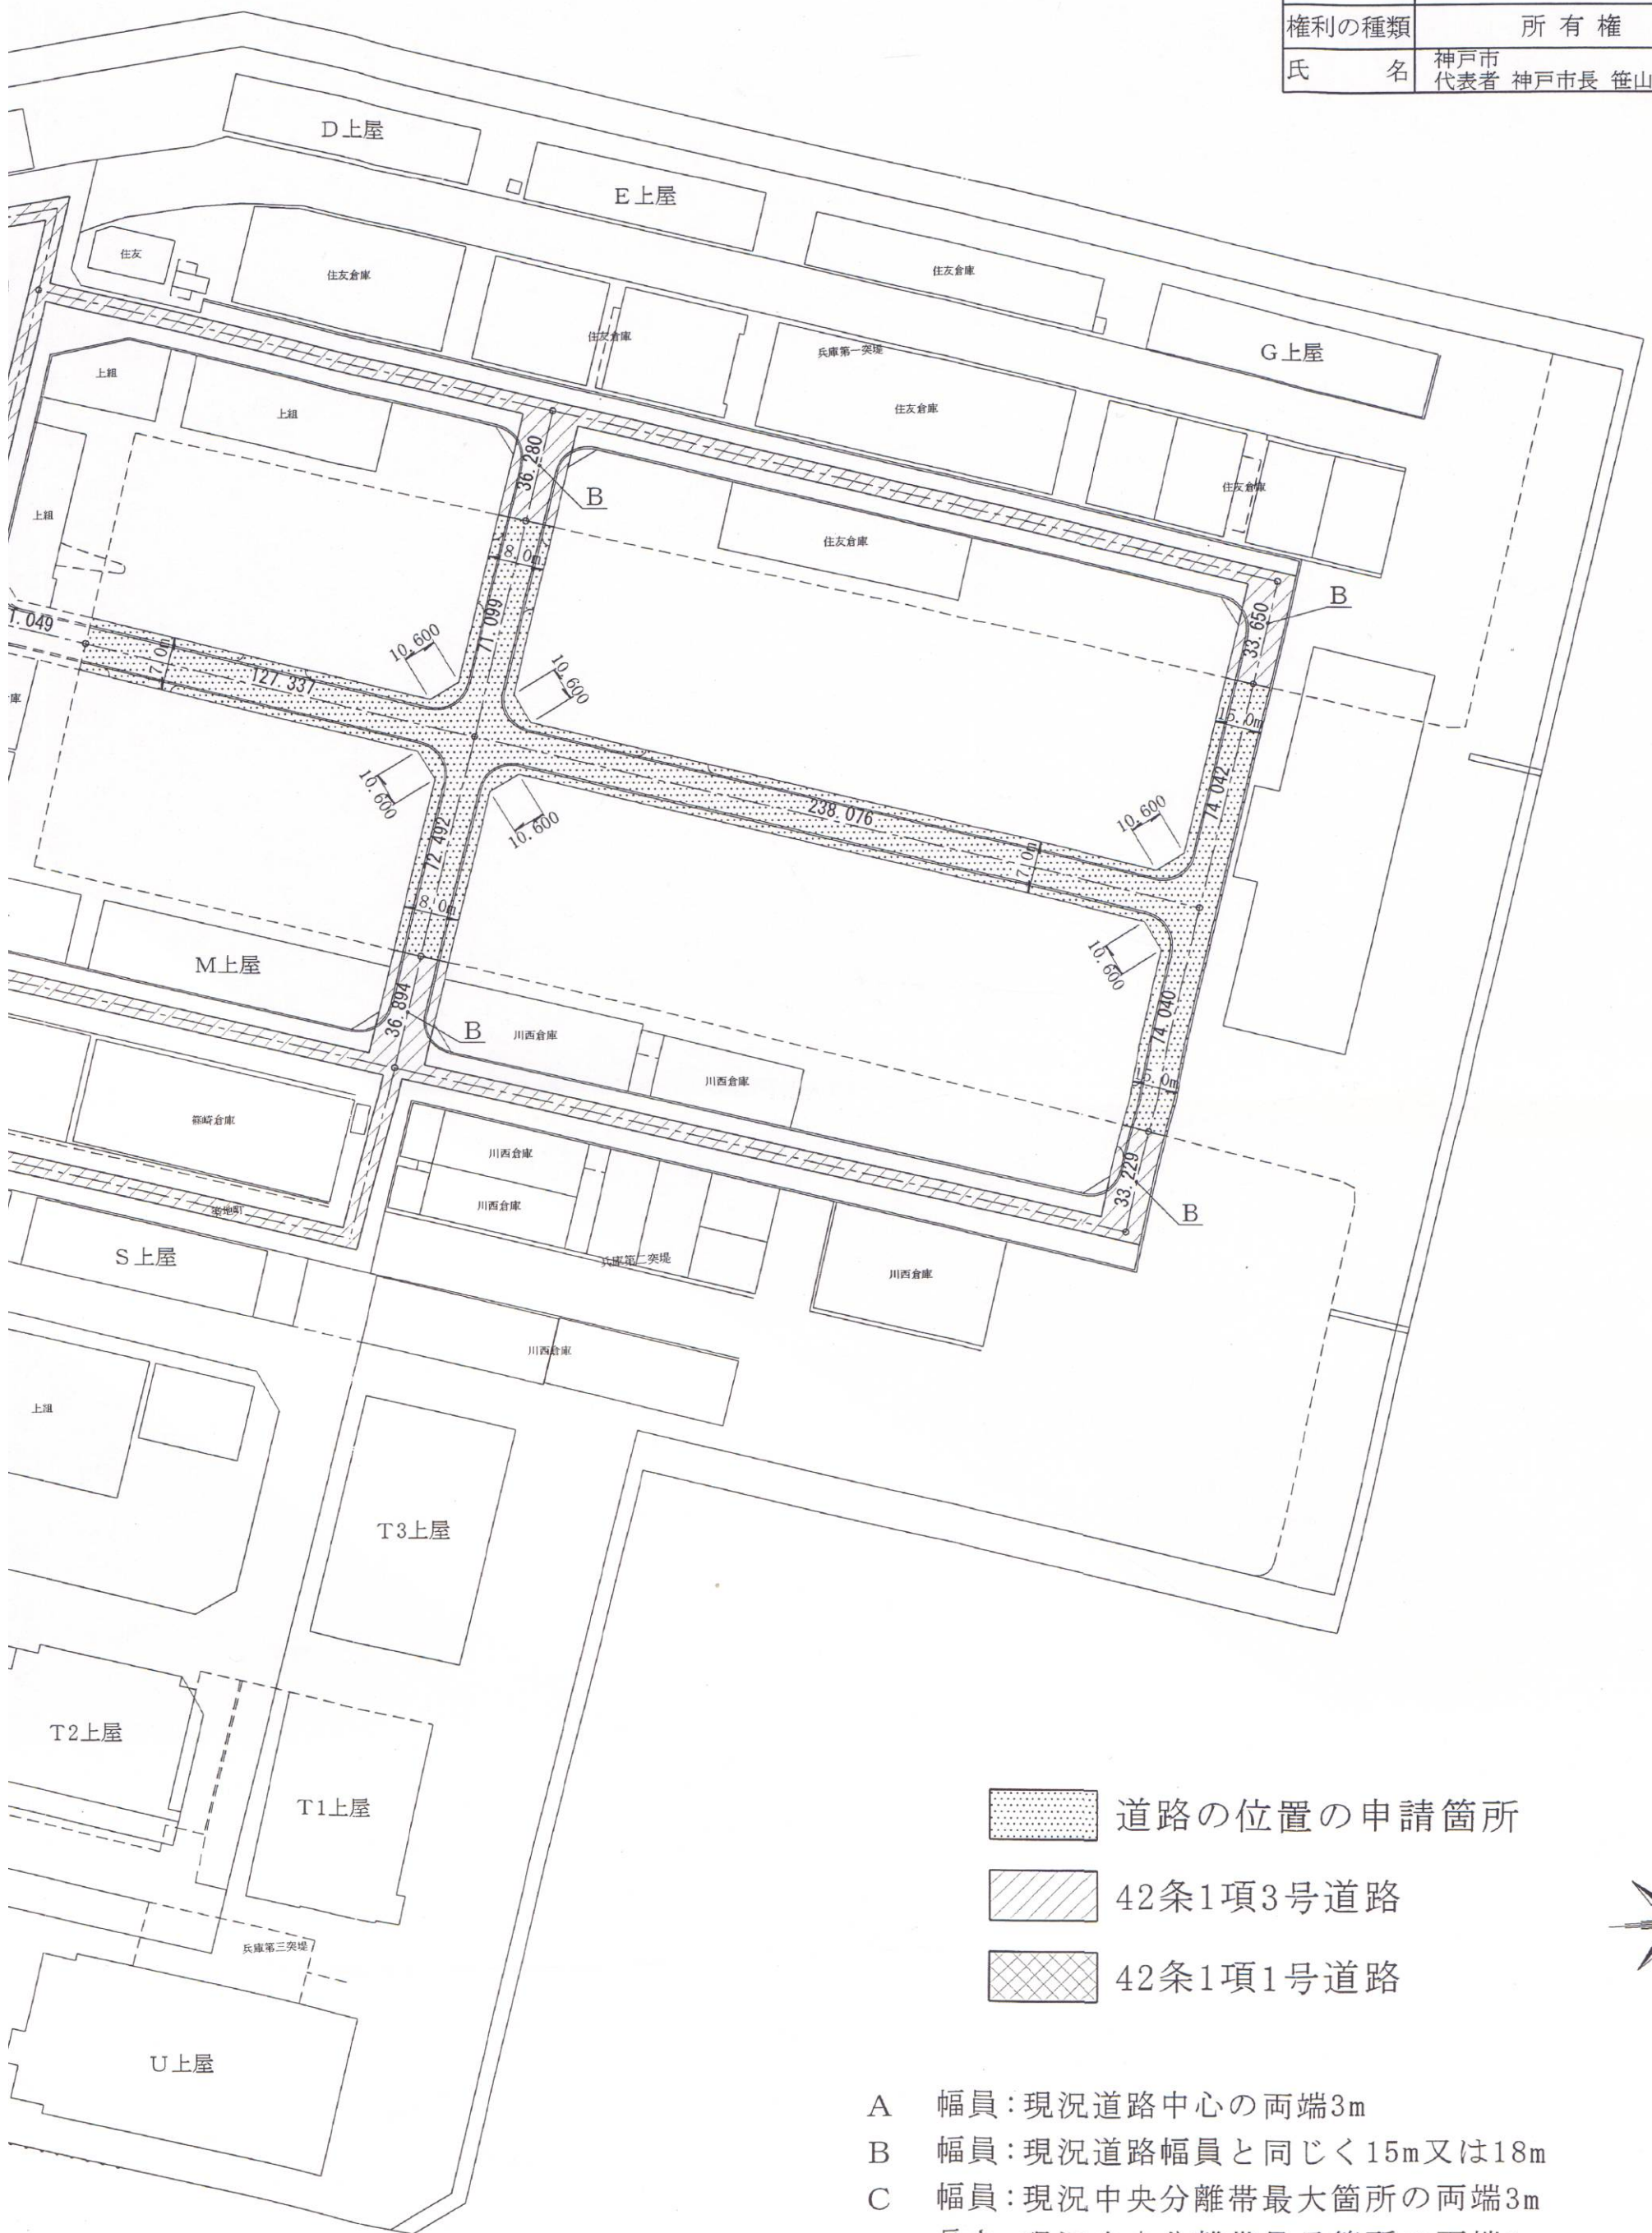 権利の種類 所有権
氏 名 神戸市
代表者 神戸市長 笹山
D上屋
E上屋
住友
住友倉庫
住友倉庫
住友倉庫
G上屋
兵庫第一突堤
住友倉庫
上組
上組
36.280
B
住友倉庫
上組
住友倉庫
8.0m
B
33.650
1.049
71.099
10.600
10.600
7.0m
127.337
庫
15.0m
74.042
10.600
10.600
238.076
10.600
7.0m
72.492
8.0m
10.600
M上屋
36.894
B
川西倉庫
74.040
川西倉庫
15.0m
篠崎倉庫
川西倉庫
33.229
川西倉庫
B
築地町
S上屋
兵庫第二突堤
川西倉庫
川西倉庫
上組
T3上屋
T2上屋
T1上屋
道路の位置の申請箇所
42条1項3号道路
兵庫第三突堤
42条1項1号道路
U上屋
A 幅員：現況道路中心の両端3m
B 幅員：現況道路幅員と同じく15m又は18m
C 幅員：現況中央分離帯最大箇所の両端3m